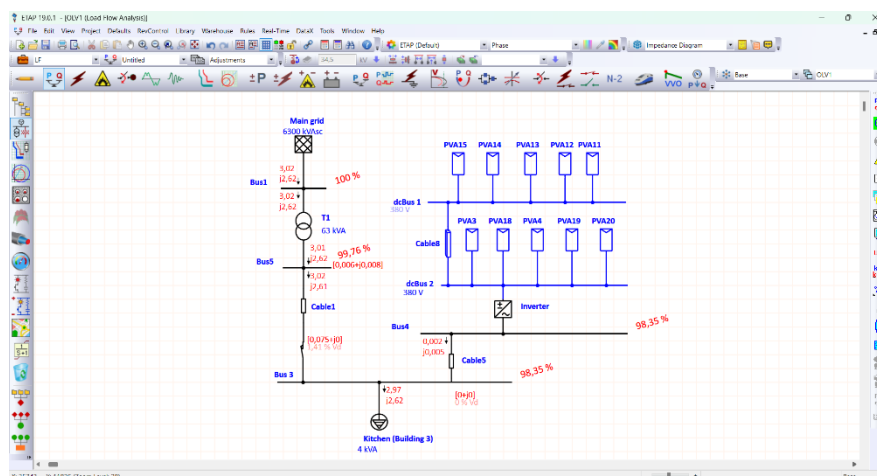 ETAP 19.0.1 - [OLV1 (Load Flow Analysis)]
File Edit View Project Defaults RevControl Library Warehouse Rules Real-Time DataX Tools Window Help
ETAP (Default) Phase Impedance Diagram
LF Untitled Adjustments 34,5 kV
±P N-2 VVO Base OLV1
Main grid
6300 kVAsc
3,02
j2,62
Bus1
100 %
3,02
j2,62
T1
63 kVA
3,01
j2,62
99,76 %
Bus5
[0,006+j0,008]
3,02
j2,61
Cable1
[0,075+j0]
1,41 % Vd
Bus 3
98,35 %
2,97
j2,62
[0+j0]
0 % Vd
Kitchen (Building 3)
4 kVA
PVA15 PVA14 PVA13 PVA12 PVA11
dcBus 1
380 V
PVA3 PVA18 PVA4 PVA19 PVA20
Cable8
dcBus 2
380 V
Inverter
Bus4
98,35 %
0,002
j0,005
Cable5